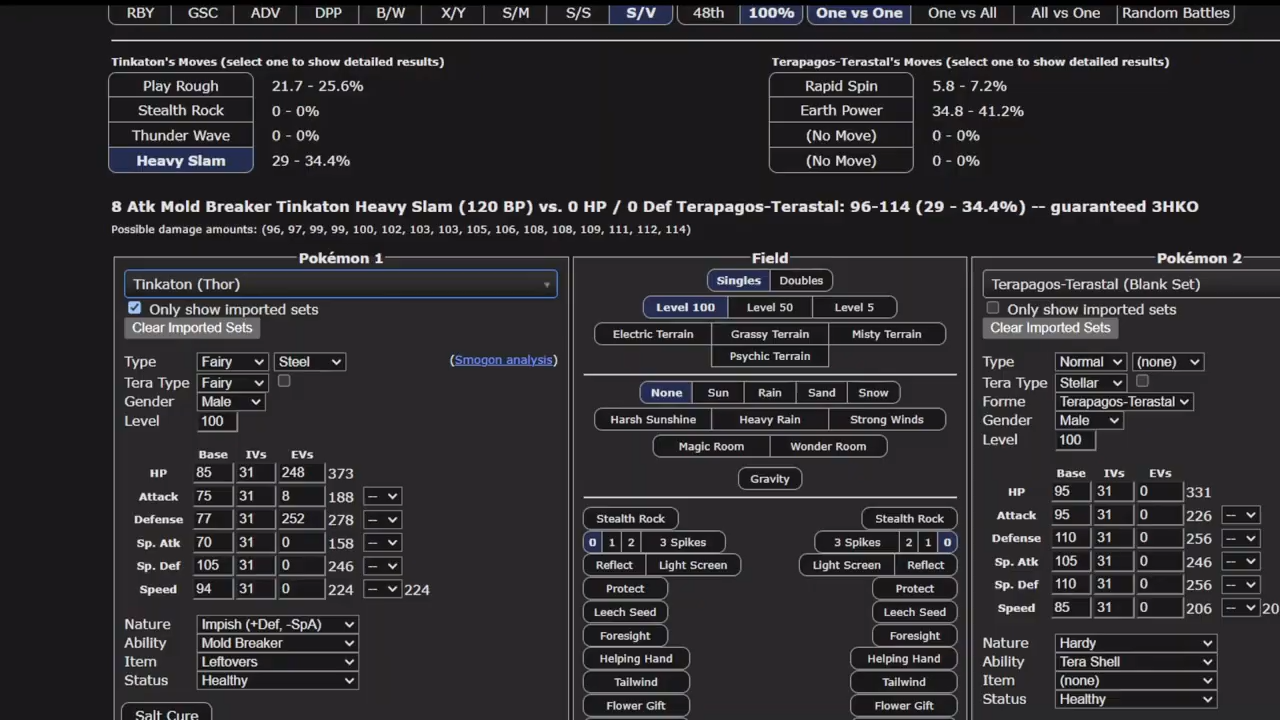 RBY GSC ADV DPP B/W X/Y S/M S/S S/V 48th 100% One vs One One vs All All vs One Random Battles
Tinkaton's Moves (select one to show detailed results)
Play Rough 21.7 - 25.6%
Stealth Rock 0 - 0%
Thunder Wave 0 - 0%
Heavy Slam 29 - 34.4%
Terapagos-Terastal's Moves (select one to show detailed results)
Rapid Spin 5.8 - 7.2%
Earth Power 34.8 - 41.2%
(No Move) 0 - 0%
(No Move) 0 - 0%
8 Atk Mold Breaker Tinkaton Heavy Slam (120 BP) vs. 0 HP / 0 Def Terapagos-Terastal: 96-114 (29 - 34.4%) -- guaranteed 3HKO
Possible damage amounts: (96, 97, 99, 99, 100, 102, 103, 103, 105, 106, 108, 108, 109, 111, 112, 114)
Pokémon 1
Tinkaton (Thor)
Only show imported sets
Clear Imported Sets
Type Fairy Steel (Smogon analysis)
Tera Type Fairy
Gender Male
Level 100
Base IVs EVs
HP 85 31 248 373
Attack 75 31 8 188 --
Defense 77 31 252 278 --
Sp. Atk 70 31 0 158 --
Sp. Def 105 31 0 246 --
Speed 94 31 0 224 -- 224
Nature Impish (+Def, -SpA)
Ability Mold Breaker
Item Leftovers
Status Healthy
Salt Cure
Field
Singles Doubles
Level 100 Level 50 Level 5
Electric Terrain Grassy Terrain Misty Terrain
Psychic Terrain
None Sun Rain Sand Snow
Harsh Sunshine Heavy Rain Strong Winds
Magic Room Wonder Room
Gravity
Stealth Rock Stealth Rock
0 1 2 3 Spikes 3 Spikes 2 1 0
Reflect Light Screen Light Screen Reflect
Protect Protect
Leech Seed Leech Seed
Foresight Foresight
Helping Hand Helping Hand
Tailwind Tailwind
Flower Gift Flower Gift
Pokémon 2
Terapagos-Terastal (Blank Set)
Only show imported sets
Clear Imported Sets
Type Normal (none)
Tera Type Stellar
Forme Terapagos-Terastal
Gender Male
Level 100
Base IVs EVs
HP 95 31 0 331
Attack 95 31 0 226 --
Defense 110 31 0 256 --
Sp. Atk 105 31 0 246 --
Sp. Def 110 31 0 256 --
Speed 85 31 0 206 -- 20
Nature Hardy
Ability Tera Shell
Item (none)
Status Healthy